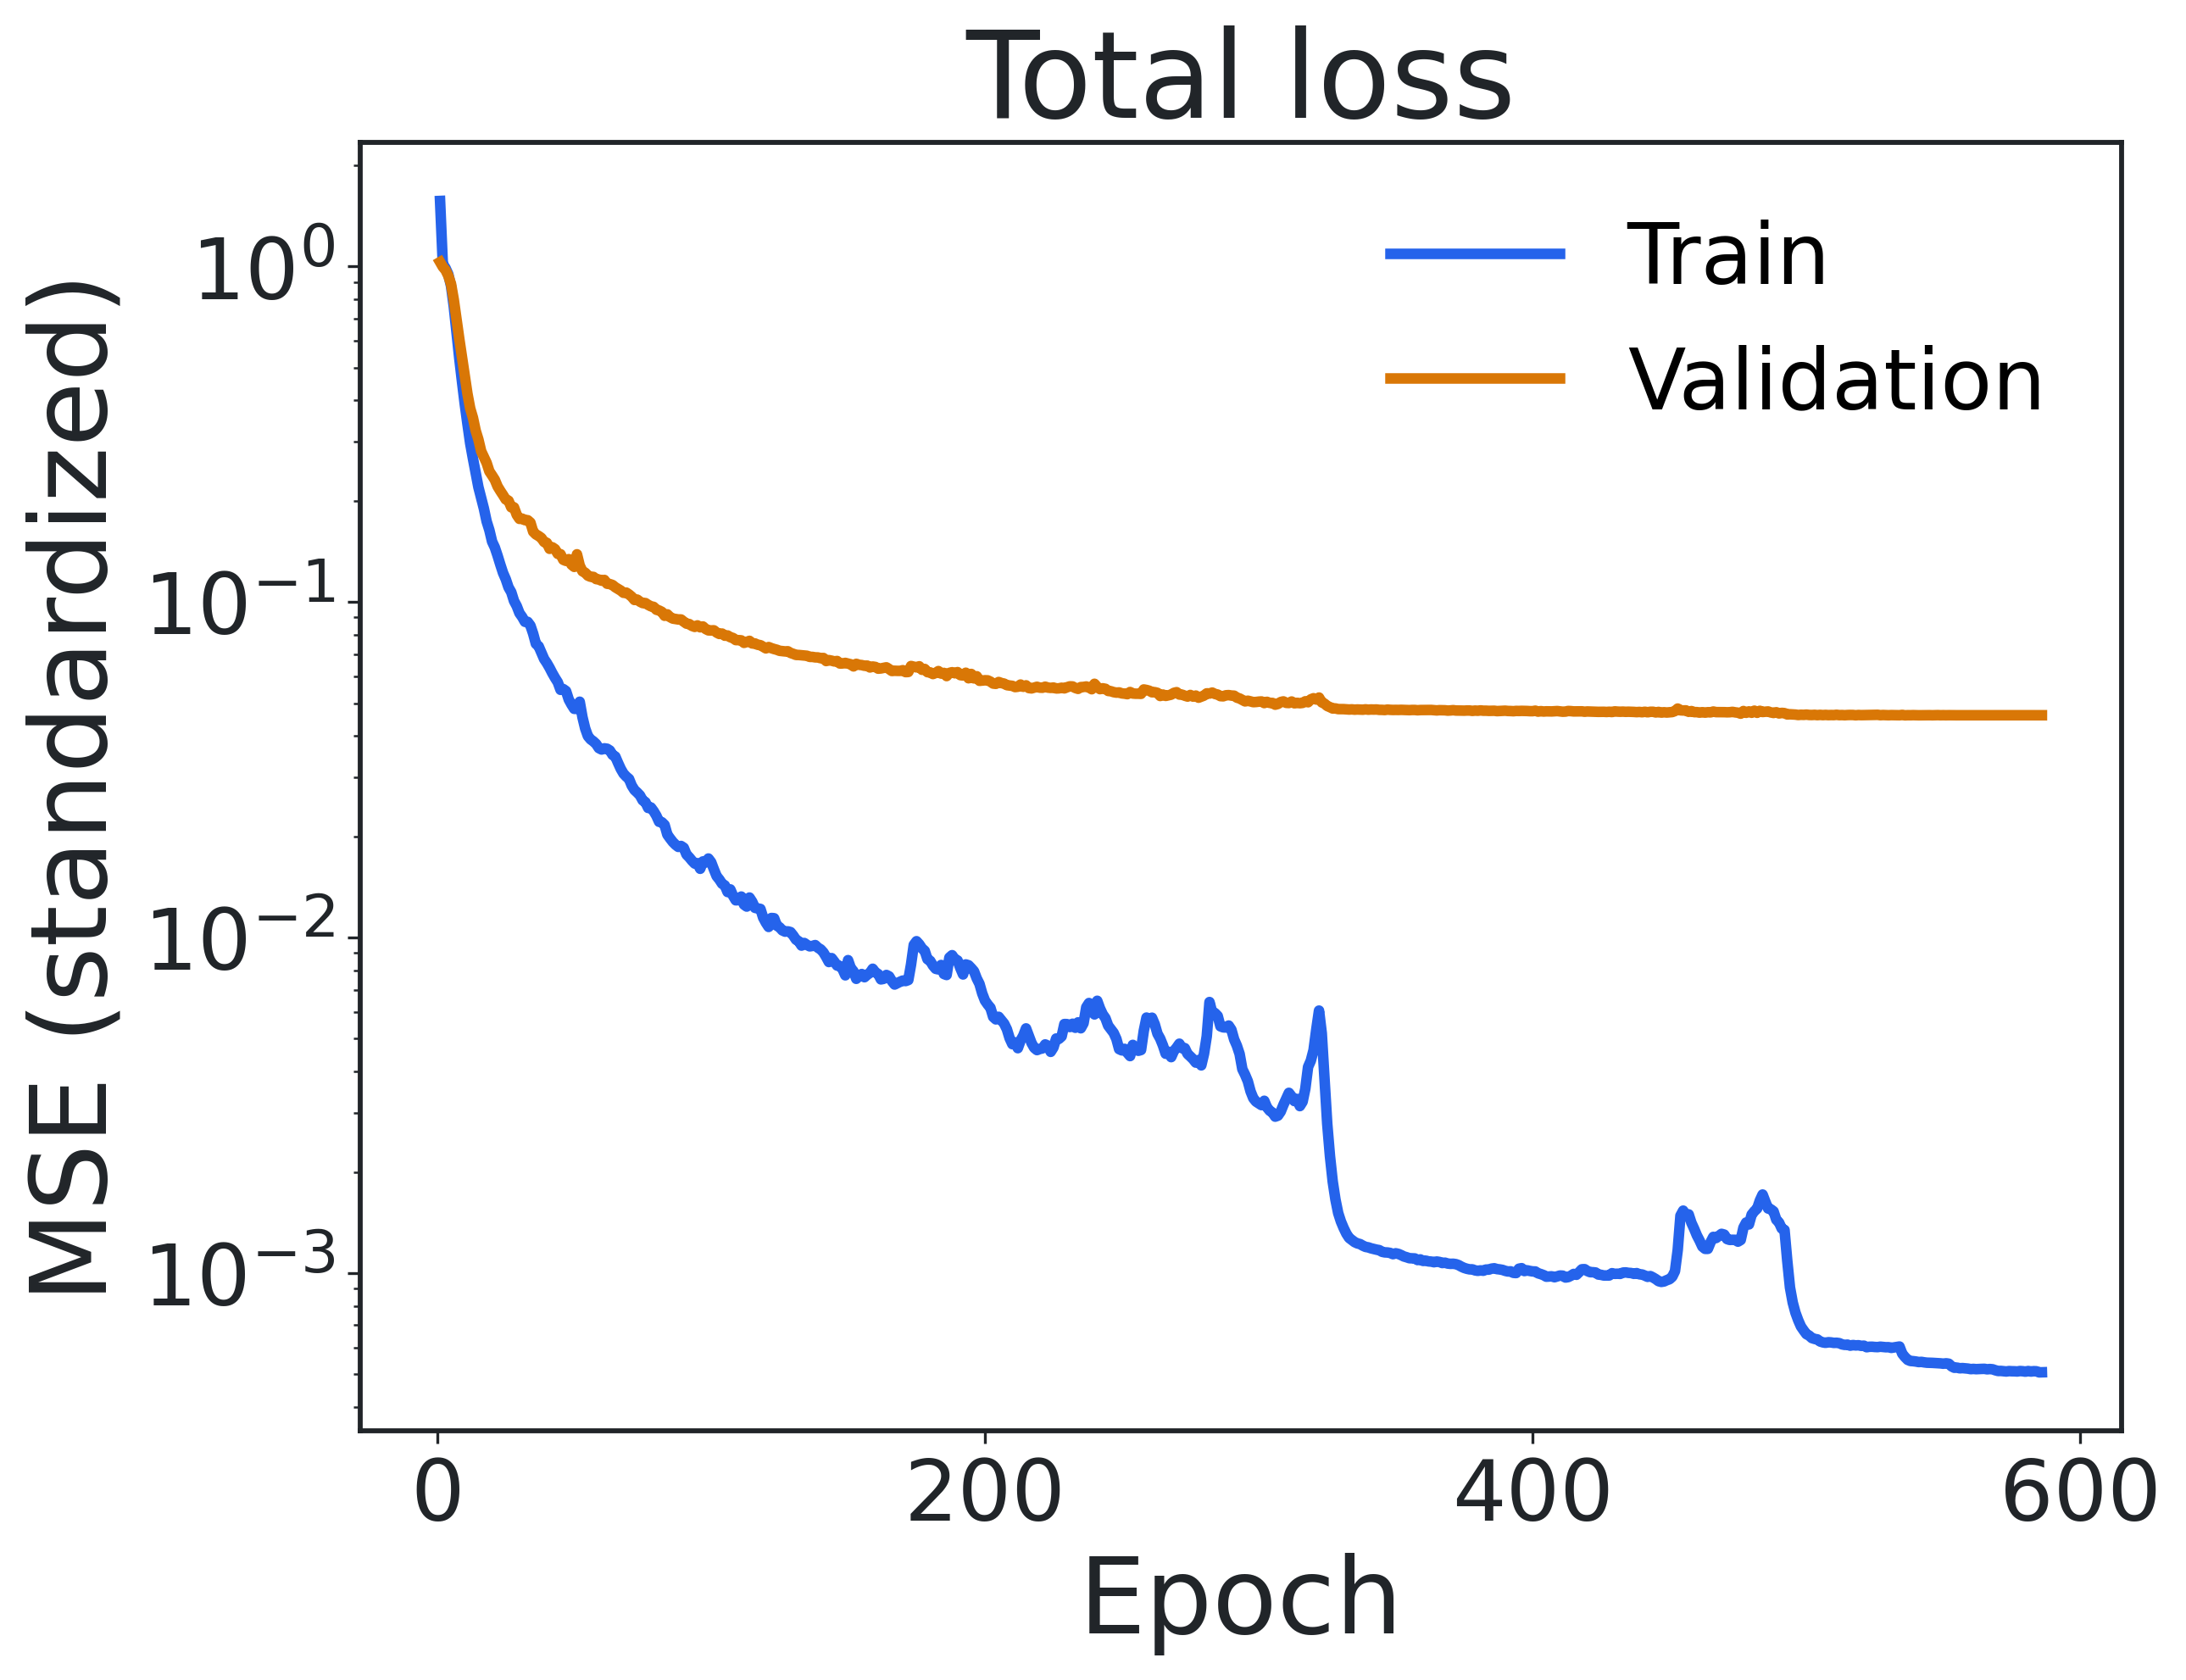 Total loss
MSE (standardized)
10⁰
10⁻¹
10⁻²
10⁻³
Train
Validation
0 200 400 600
Epoch